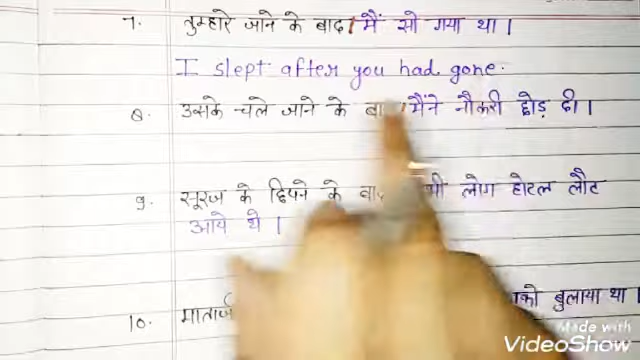 7. तुम्हारे जाने के बाद / मैं सो गया था ।
I slept after you had gone.
8. उसके चले जाने के मैंने नौकरी छोड़ दी ।
9. सूरज के छिपने के लोग होटल लौट
आये थे ।
10. बुलाया था ।
Made with
VideoShow